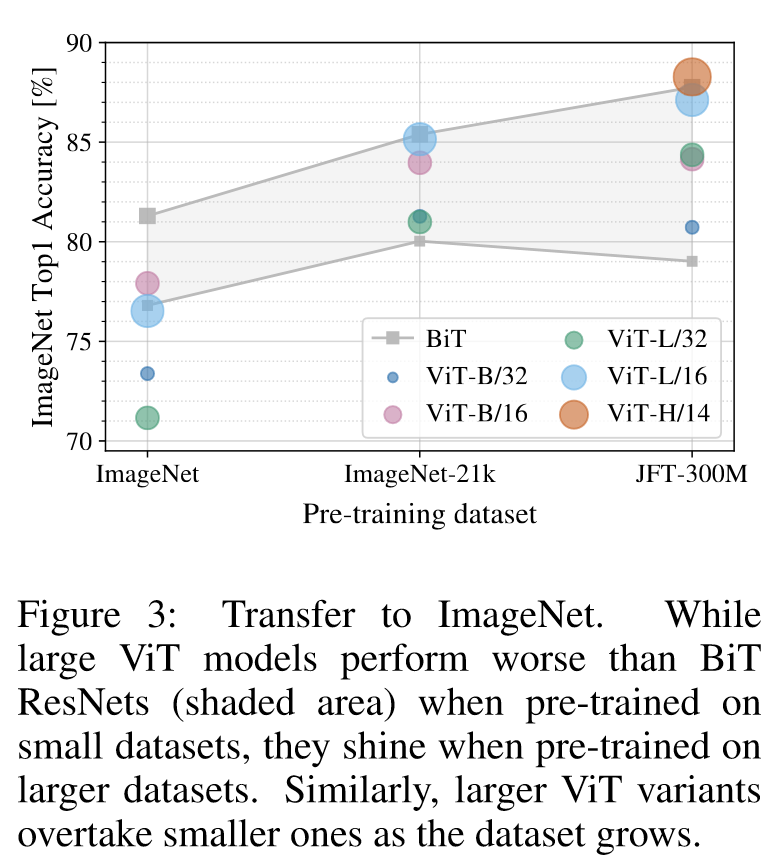 90
85
80
75
70
ImageNet Top1 Accuracy [%]
BiT
ViT-B/32
ViT-B/16
ViT-L/32
ViT-L/16
ViT-H/14
ImageNet
ImageNet-21k
JFT-300M
Pre-training dataset
Figure 3: Transfer to ImageNet. While
large ViT models perform worse than BiT
ResNets (shaded area) when pre-trained on
small datasets, they shine when pre-trained on
larger datasets. Similarly, larger ViT variants
overtake smaller ones as the dataset grows.